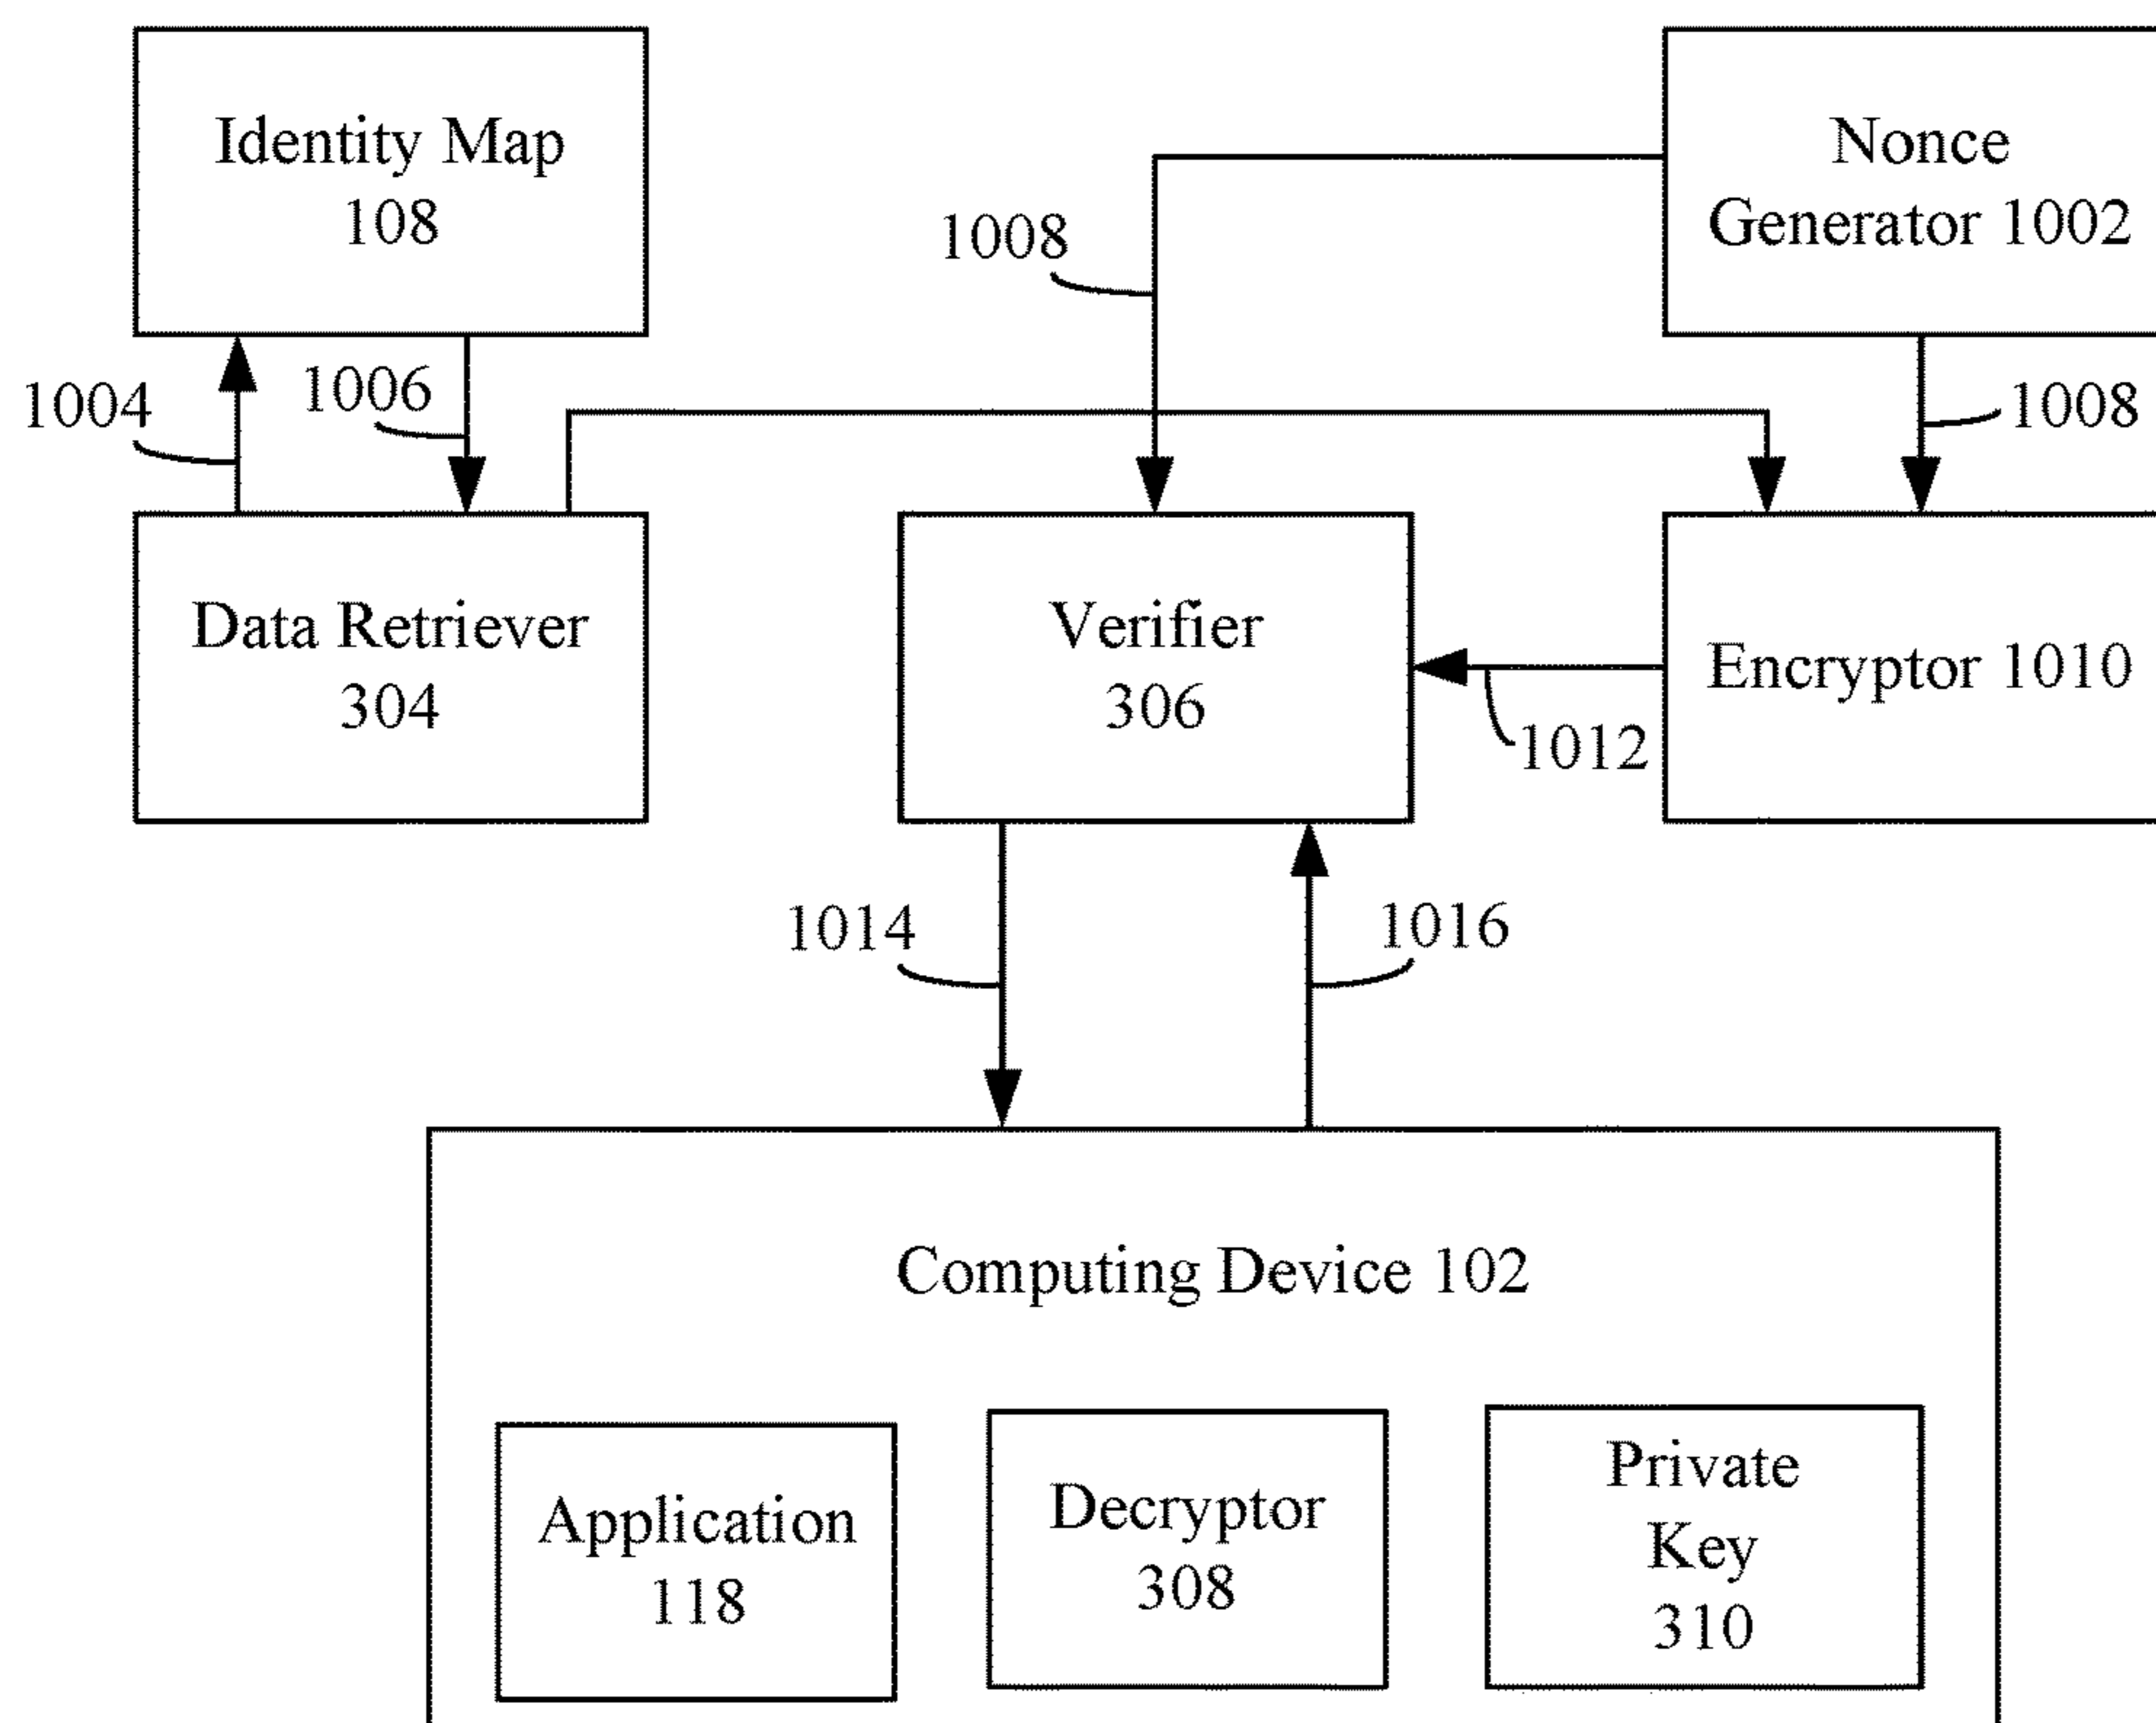 Identity Map
108
Nonce
Generator 1002
1008
1004
1006
1008
Data Retriever
304
Verifier
306
Encryptor 1010
1012
1014
1016
Computing Device 102
Application
118
Decryptor
308
Private
Key
310